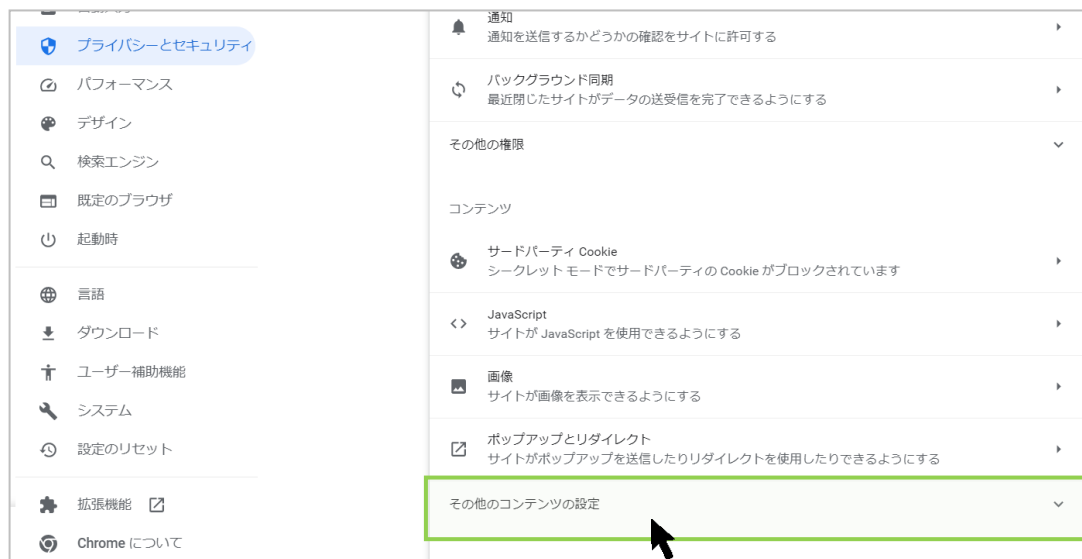 プライバシーとセキュリティ
パフォーマンス
デザイン
検索エンジン
既定のブラウザ
起動時
言語
ダウンロード
ユーザー補助機能
システム
設定のリセット
拡張機能
Chrome について
通知
通知を送信するかどうかの確認をサイトに許可する
バックグラウンド同期
最近閉じたサイトがデータの送受信を完了できるようにする
その他の権限
コンテンツ
サードパーティ Cookie
シークレット モードでサードパーティの Cookie がブロックされています
JavaScript
サイトが JavaScript を使用できるようにする
画像
サイトが画像を表示できるようにする
ポップアップとリダイレクト
サイトがポップアップを送信したりリダイレクトを使用したりできるようにする
その他のコンテンツの設定